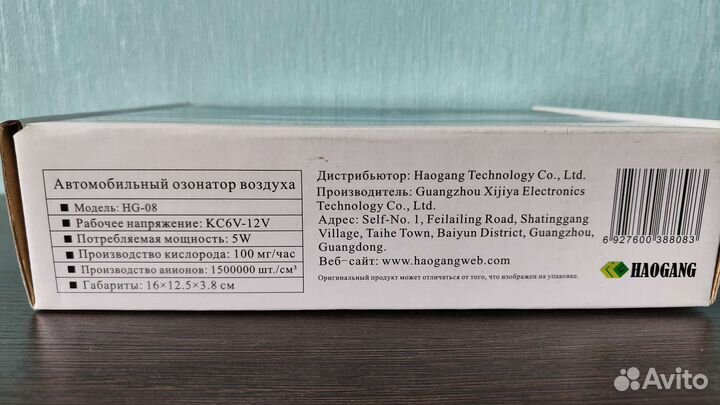 Автомобильный озонатор воздуха
Модель: HG-08
Рабочее напряжение: KC6V-12V
Потребляемая мощность: 5W
Производство кислорода: 100 мг/час
Производство анионов: 1500000 шт./см³
Габариты: 16×12.5×3.8 см
Дистрибьютор: Haogang Technology Co., Ltd.
Производитель: Guangzhou Xijiya Electronics
Technology Co., Ltd.
Адрес: Self-No. 1, Feilailing Road, Shatinggang
Village, Taihe Town, Baiyun District, Guangzhou,
Guangdong.
Веб-сайт: www.haogangweb.com
Оригинальный продукт может отличаться от того, что изображен на упаковке.
6 927600 388083
HAOGANG
Avito